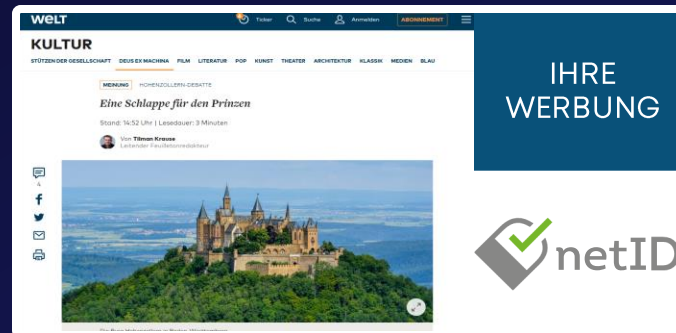 WELT
Ticker
Suche
Anmelden
ABONNEMENT
KULTUR
STÜTZEN DER GESELLSCHAFT DEUS EX MACHINA FILM LITERATUR POP KUNST THEATER ARCHITEKTUR KLASSIK MEDIEN BLAU
MEINUNG HOHENZOLLERN-DEBATTE
Eine Schlappe für den Prinzen
Stand: 14:52 Uhr | Lesedauer: 3 Minuten
Von Tilman Krause
Leitender Feuilletonredakteur
4
IHRE
WERBUNG
netID